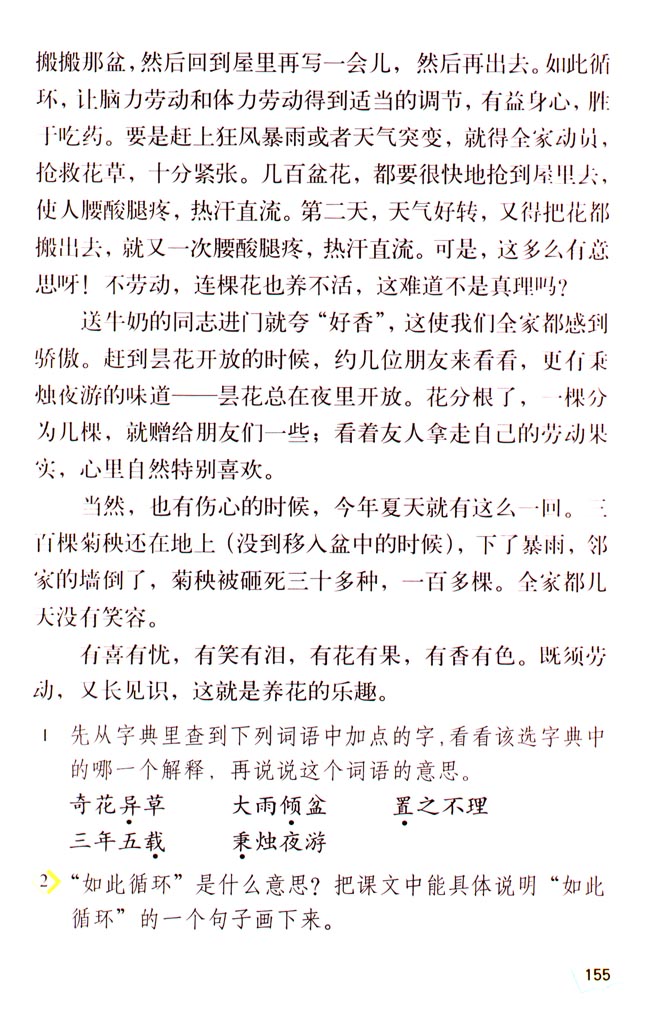 搬搬那盆，然后回到屋里再写一会儿，然后再出去。如此循
环，让脑力劳动和体力劳动得到适当的调节，有益身心，胜
于吃药。要是赶上狂风暴雨或者天气突变，就得全家动员，
抢救花草，十分紧张。几百盆花，都要很快地抢到屋里去，
使人腰酸腿疼，热汗直流。第二天，天气好转，又得把花都
搬出去，就又一次腰酸腿疼，热汗直流。可是，这多么有意
思呀！不劳动，连棵花也养不活，这难道不是真理吗？
送牛奶的同志进门就夸“好香”，这使我们全家都感到
骄傲。赶到昙花开放的时候，约几位朋友来看看，更有秉
烛夜游的味道——昙花总在夜里开放。花分根了，一棵分
为几棵，就赠给朋友们一些；看着友人拿走自己的劳动果
实，心里自然特别喜欢。
当然，也有伤心的时候，今年夏天就有这么一回。三
百棵菊秧还在地上（没到移入盆中的时候），下了暴雨，邻
家的墙倒了，菊秧被砸死三十多种，一百多棵。全家都几
天没有笑容。
有喜有忧，有笑有泪，有花有果，有香有色。既须劳
动，又长见识，这就是养花的乐趣。
1 先从字典里查到下列词语中加点的字，看看该选字典中
的哪一个解释，再说说这个词语的意思。
奇花异草 大雨倾盆 置之不理
三年五载 秉烛夜游
2 “如此循环”是什么意思？把课文中能具体说明“如此
循环”的一个句子画下来。
155